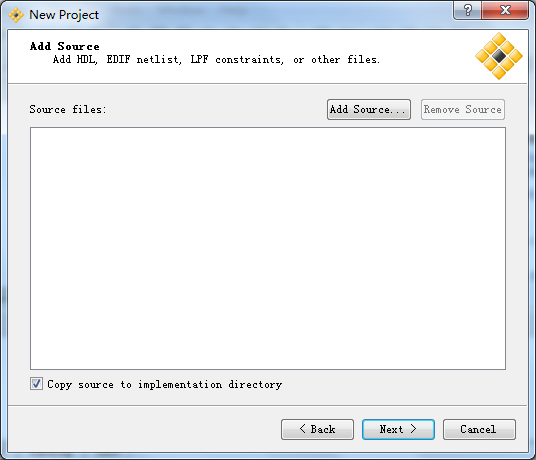 New Project
Add Source
Add HDL, EDIF netlist, LPF constraints, or other files.
Source files:
Add Source...
Remove Source
Copy source to implementation directory
< Back
Next >
Cancel